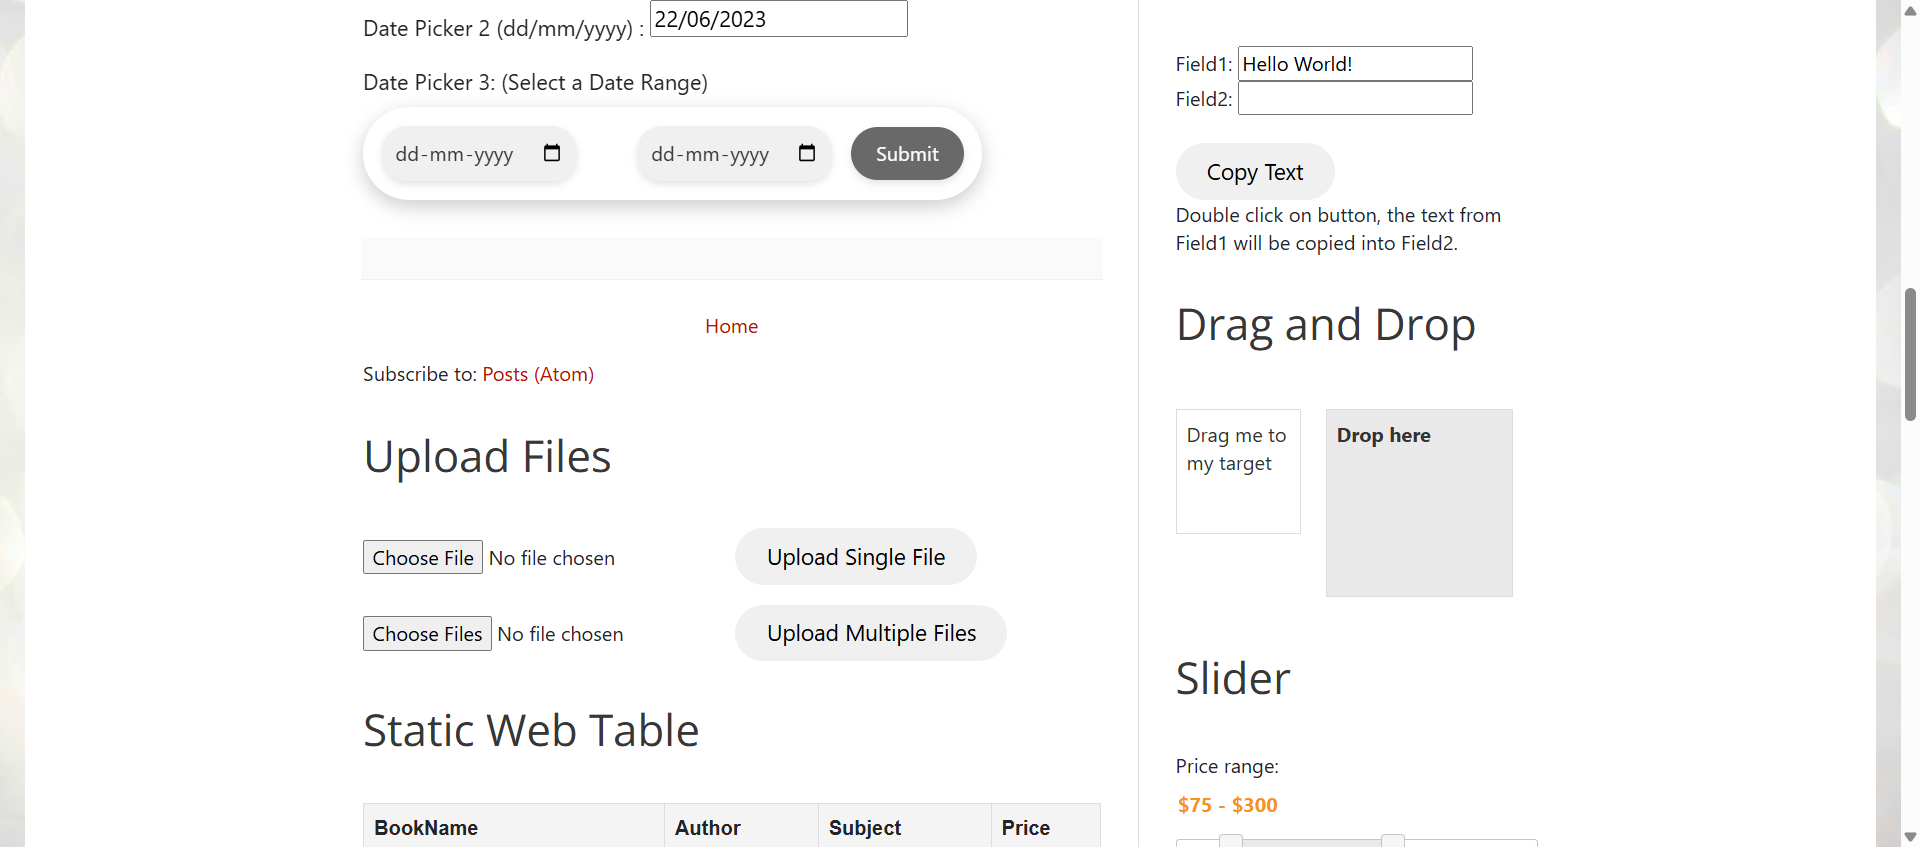 Date Picker 2 (dd/mm/yyyy) : 22/06/2023
Date Picker 3: (Select a Date Range)
dd-mm-yyyy dd-mm-yyyy Submit
Home
Subscribe to: Posts (Atom)
Upload Files
Choose File No file chosen Upload Single File
Choose Files No file chosen Upload Multiple Files
Static Web Table
BookName Author Subject Price
Field1: Hello World!
Field2:
Copy Text
Double click on button, the text from
Field1 will be copied into Field2.
Drag and Drop
Drag me to
my target
Drop here
Slider
Price range:
$75 - $300